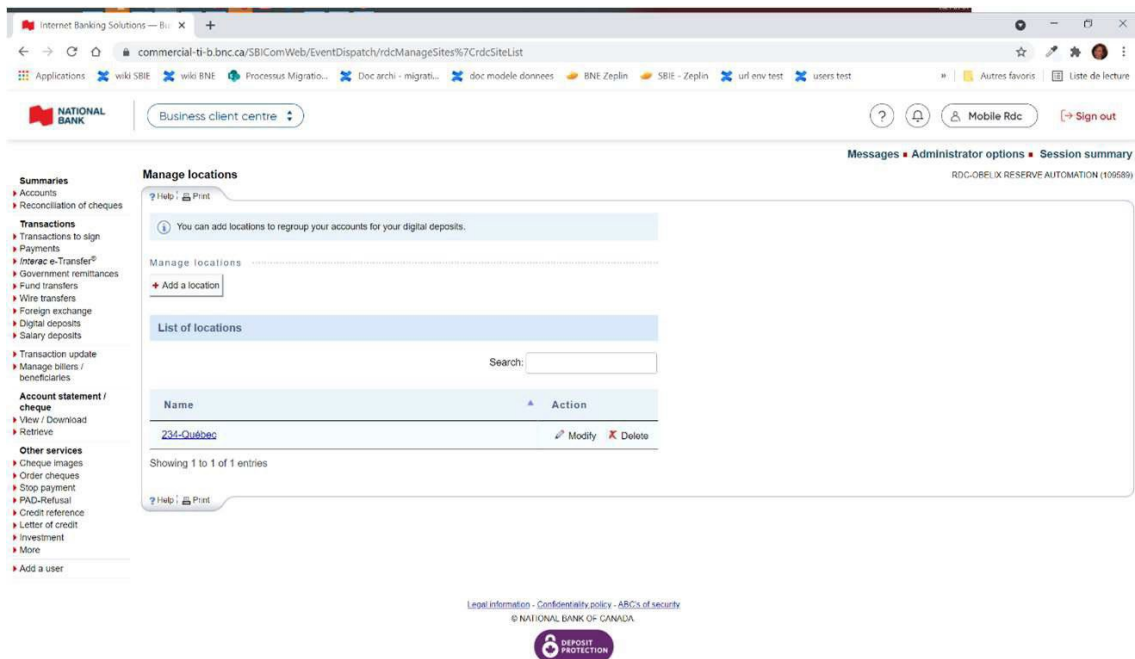 Internet Banking Solutions — Bu
commercial-ti-b.bnc.ca/SBIComWeb/EventDispatch/rdcManageSites%7CrdcSiteList
Applications wiki SBIE wiki BNE Processus Migratio... Doc archi - migrati... doc modele donnees BNE Zeplin SBIE - Zeplin url env test users test » Autres favoris Liste de lecture
NATIONAL BANK
Business client centre
? Mobile Rdc Sign out
Messages Administrator options Session summary
RDC-OBELIX RESERVE AUTOMATION (109589)
Summaries
Accounts
Reconciliation of cheques
Transactions
Transactions to sign
Payments
Interac e-Transfer®
Government remittances
Fund transfers
Wire transfers
Foreign exchange
Digital deposits
Salary deposits
Transaction update
Manage billers /
beneficiaries
Account statement /
cheque
View / Download
Retrieve
Other services
Cheque images
Order cheques
Stop payment
PAD-Refusal
Credit reference
Letter of credit
Investment
More
Add a user
Manage locations
? Help Print
You can add locations to regroup your accounts for your digital deposits.
Manage locations
+ Add a location
List of locations
Search:
Name Action
234-Québec Modify X Delete
Showing 1 to 1 of 1 entries
? Help Print
Legal information - Confidentiality policy - ABC's of security
© NATIONAL BANK OF CANADA
DEPOSIT
PROTECTION